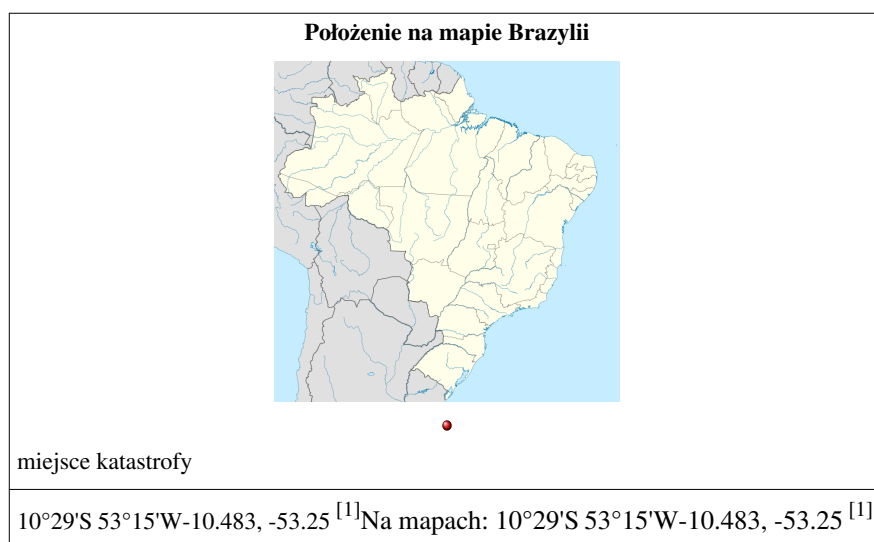 Położenie na mapie Brazylii
miejsce katastrofy
10°29'S 53°15'W-10.483, -53.25 [1]Na mapach: 10°29'S 53°15'W-10.483, -53.25 [1]